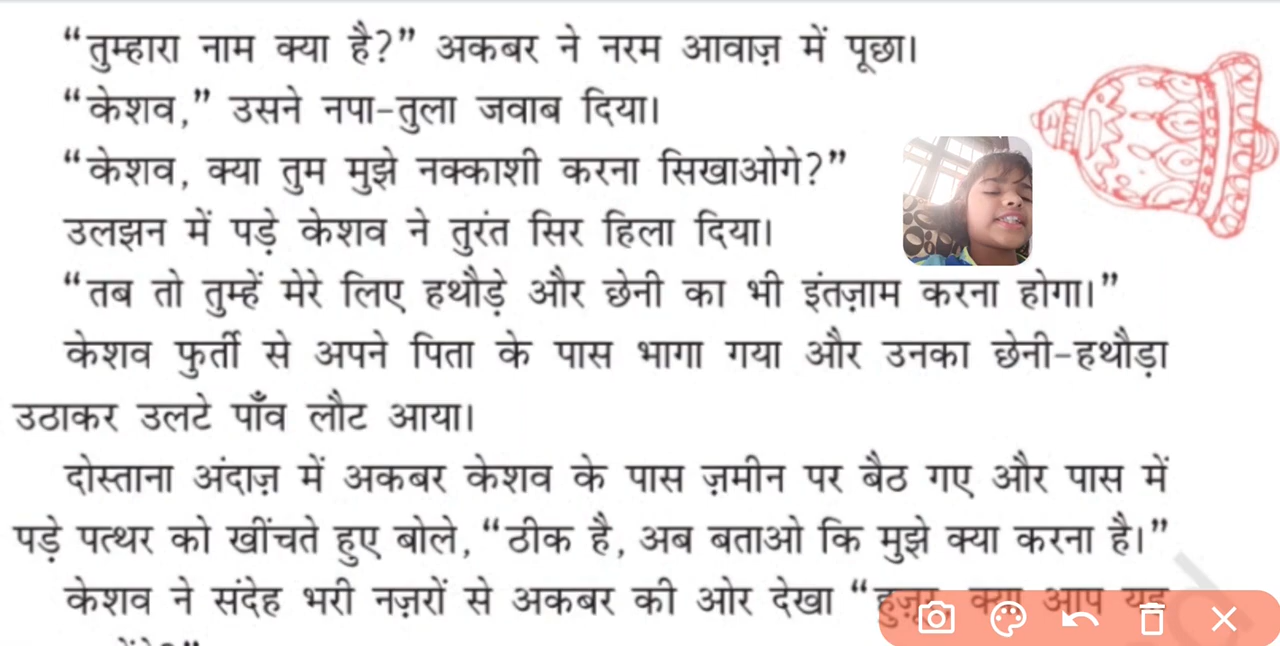 “तुम्हारा नाम क्या है?” अकबर ने नरम आवाज़ में पूछा।
“केशव,” उसने नपा-तुला जवाब दिया।
“केशव, क्या तुम मुझे नक्काशी करना सिखाओगे?”
उलझन में पड़े केशव ने तुरंत सिर हिला दिया।
“तब तो तुम्हें मेरे लिए हथौड़े और छेनी का भी इंतज़ाम करना होगा।”
केशव फुर्ती से अपने पिता के पास भागा गया और उनका छेनी-हथौड़ा
उठाकर उलटे पाँव लौट आया।
दोस्ताना अंदाज़ में अकबर केशव के पास ज़मीन पर बैठ गए और पास में
पड़े पत्थर को खींचते हुए बोले, “ठीक है, अब बताओ कि मुझे क्या करना है।”
केशव ने संदेह भरी नज़रों से अकबर की ओर देखा “हुज़ूर, क्या आप यह